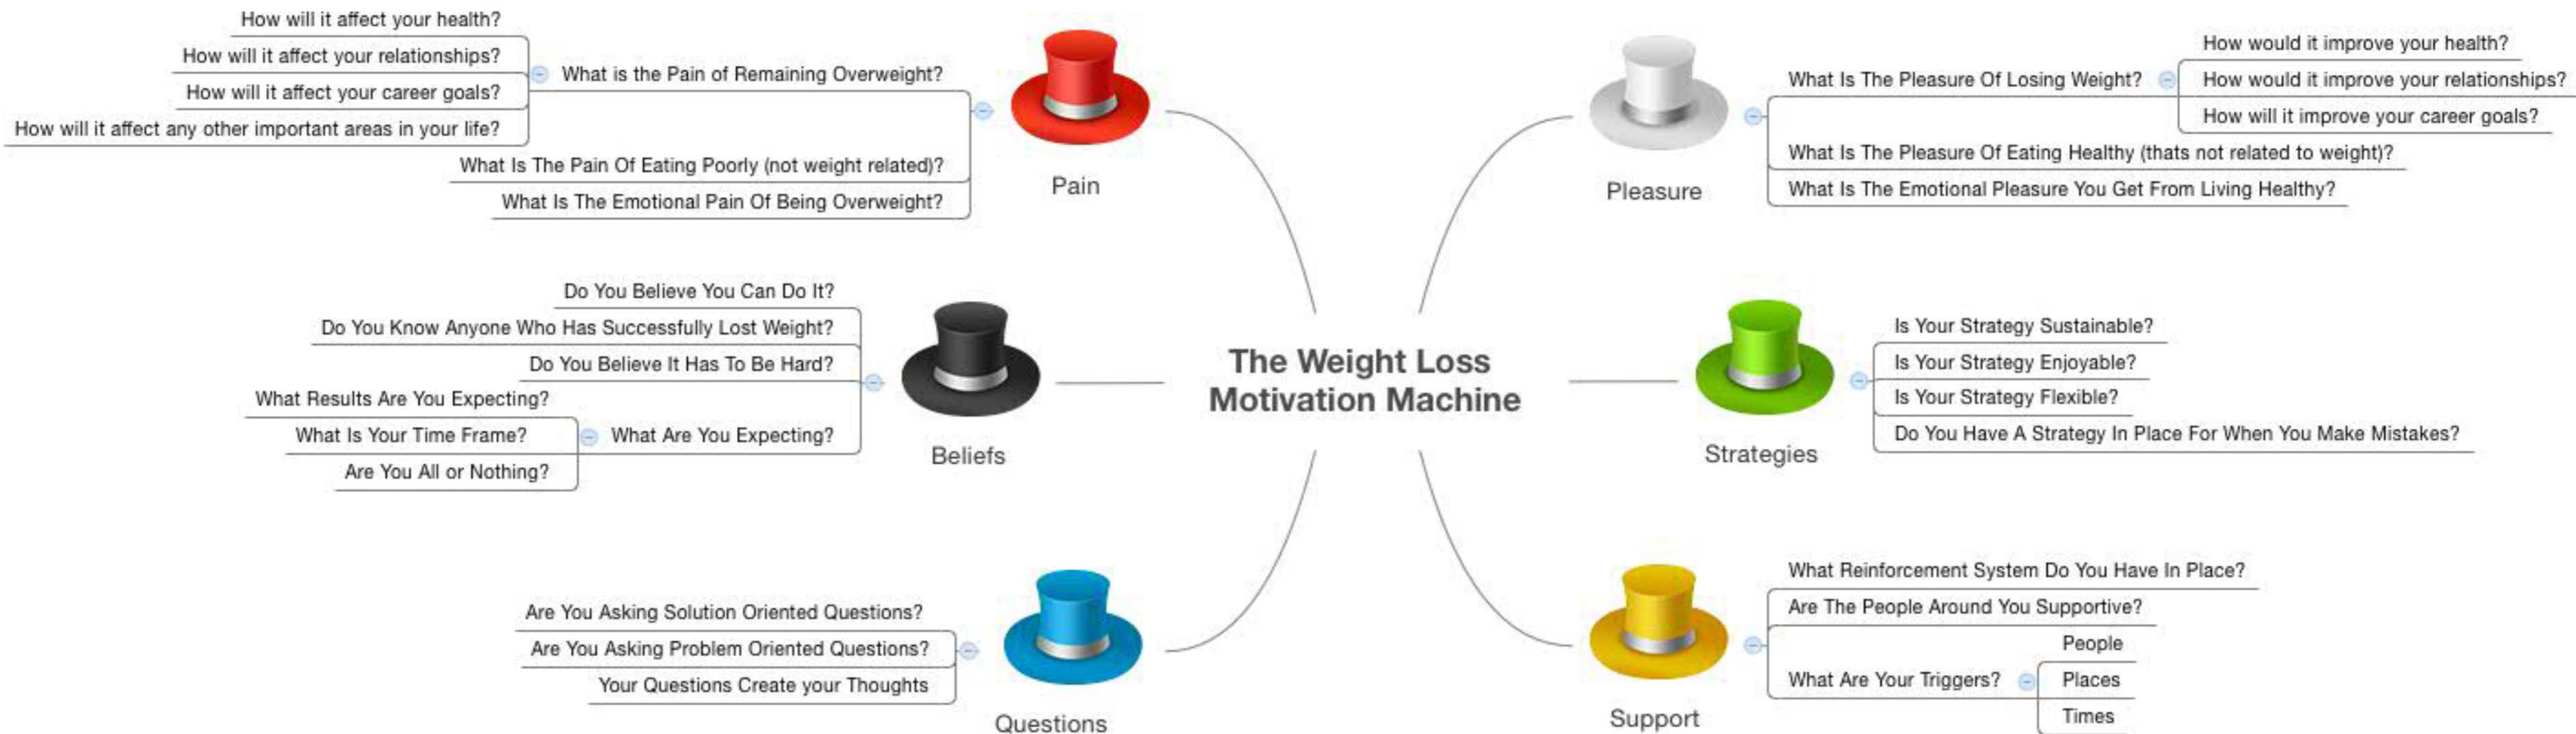 How will it affect your health?
How will it affect your relationships?
How will it affect your career goals?
How will it affect any other important areas in your life?
What is the Pain of Remaining Overweight?
What Is The Pain Of Eating Poorly (not weight related)?
What Is The Emotional Pain Of Being Overweight?
Pain
Do You Believe You Can Do It?
Do You Know Anyone Who Has Successfully Lost Weight?
Do You Believe It Has To Be Hard?
What Results Are You Expecting?
What Is Your Time Frame?
Are You All or Nothing?
What Are You Expecting?
Beliefs
Are You Asking Solution Oriented Questions?
Are You Asking Problem Oriented Questions?
Your Questions Create your Thoughts
Questions
The Weight Loss
Motivation Machine
Pleasure
What Is The Pleasure Of Losing Weight?
How would it improve your health?
How would it improve your relationships?
How will it improve your career goals?
What Is The Pleasure Of Eating Healthy (thats not related to weight)?
What Is The Emotional Pleasure You Get From Living Healthy?
Strategies
Is Your Strategy Sustainable?
Is Your Strategy Enjoyable?
Is Your Strategy Flexible?
Do You Have A Strategy In Place For When You Make Mistakes?
Support
What Reinforcement System Do You Have In Place?
Are The People Around You Supportive?
What Are Your Triggers?
People
Places
Times